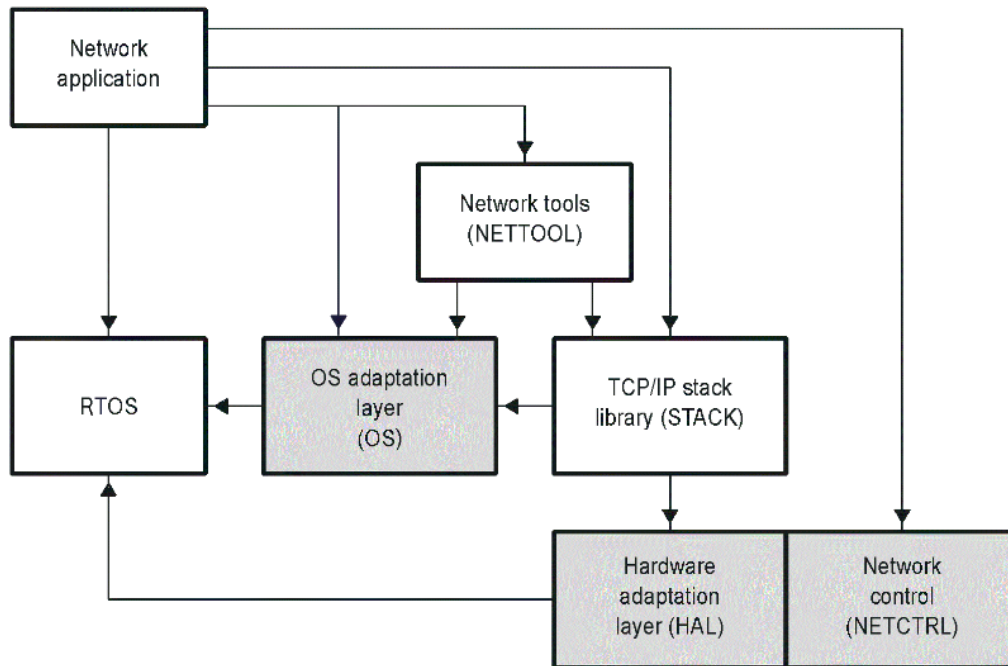 Network
application
Network tools
(NETTOOL)
RTOS
OS adaptation
layer
(OS)
TCP/IP stack
library (STACK)
Hardware
adaptation
layer (HAL)
Network
control
(NETCTRL)